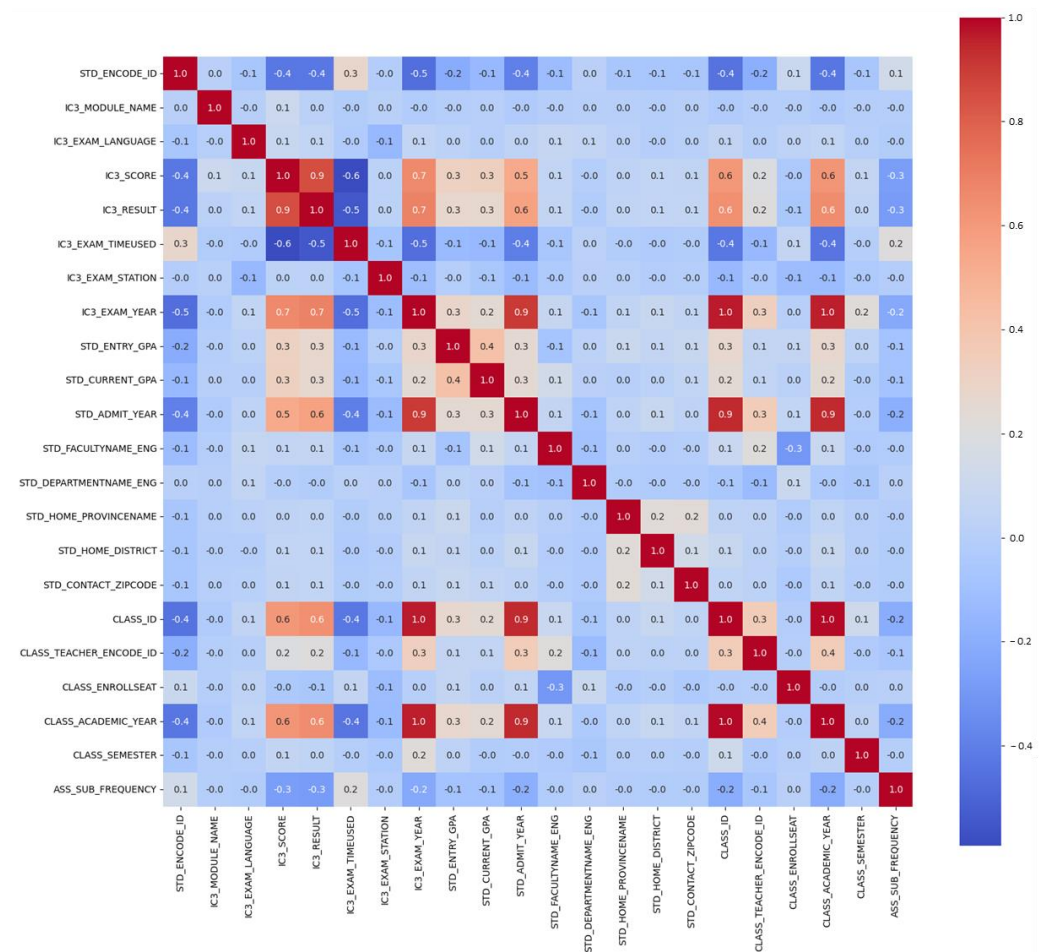 STD_ENCODE_ID 1.0 0.0 -0.1 -0.4 -0.4 0.3 -0.0 -0.5 -0.2 -0.1 -0.4 -0.1 0.0 -0.1 -0.1 -0.1 -0.4 -0.2 0.1 -0.4 -0.1 0.1
IC3_MODULE_NAME 0.0 1.0 -0.0 0.1 0.0 -0.0 0.0 -0.0 -0.0 -0.0 -0.0 -0.0 0.0 0.0 -0.0 -0.0 -0.0 -0.0 -0.0 -0.0 -0.0 -0.0
IC3_EXAM_LANGUAGE -0.1 -0.0 1.0 0.1 0.1 -0.0 -0.1 0.1 0.0 0.0 0.0 0.1 0.1 0.0 -0.0 0.0 0.1 0.0 0.0 0.1 0.0 -0.0
IC3_SCORE -0.4 0.1 0.1 1.0 0.9 -0.6 0.0 0.7 0.3 0.3 0.5 0.1 -0.0 0.0 0.1 0.1 0.6 0.2 -0.0 0.6 0.1 -0.3
IC3_RESULT -0.4 0.0 0.1 0.9 1.0 -0.5 0.0 0.7 0.3 0.3 0.6 0.1 -0.0 0.0 0.1 0.1 0.6 0.2 -0.1 0.6 0.0 -0.3
IC3_EXAM_TIMEUSED 0.3 -0.0 -0.0 -0.6 -0.5 1.0 -0.1 -0.5 -0.1 -0.1 -0.4 -0.1 0.0 -0.0 -0.0 -0.0 -0.4 -0.1 0.1 -0.4 -0.0 0.2
IC3_EXAM_STATION -0.0 0.0 -0.1 0.0 0.0 -0.1 1.0 -0.1 -0.0 -0.1 -0.1 -0.0 0.0 -0.0 -0.0 0.0 -0.1 -0.0 -0.1 -0.1 -0.0 -0.0
IC3_EXAM_YEAR -0.5 -0.0 0.1 0.7 0.7 -0.5 -0.1 1.0 0.3 0.2 0.9 0.1 -0.1 0.1 0.1 0.1 1.0 0.3 0.0 1.0 0.2 -0.2
STD_ENTRY_GPA -0.2 -0.0 0.0 0.3 0.3 -0.1 -0.0 0.3 1.0 0.4 0.3 -0.1 0.0 0.1 0.0 0.1 0.3 0.1 0.1 0.3 0.0 -0.1
STD_CURRENT_GPA -0.1 -0.0 0.0 0.3 0.3 -0.1 -0.1 0.2 0.4 1.0 0.3 0.1 0.0 0.0 0.0 0.1 0.2 0.1 0.0 0.2 -0.0 -0.1
STD_ADMIT_YEAR -0.4 -0.0 0.0 0.5 0.6 -0.4 -0.1 0.9 0.3 0.3 1.0 0.1 -0.1 0.0 0.1 0.0 0.9 0.3 0.1 0.9 -0.0 -0.2
STD_FACULTYNAME_ENG -0.1 -0.0 0.1 0.1 0.1 -0.1 -0.0 0.1 -0.1 0.1 0.1 1.0 -0.1 0.0 -0.0 0.0 0.1 0.2 -0.3 0.1 -0.0 -0.0
STD_DEPARTMENTNAME_ENG 0.0 0.0 0.1 -0.0 -0.0 0.0 0.0 -0.1 0.0 0.0 -0.1 -0.1 1.0 0.0 0.0 0.0 -0.1 -0.1 0.1 -0.1 -0.1 0.0
STD_HOME_PROVINCENAME -0.1 0.0 0.0 0.0 0.0 -0.0 -0.0 0.1 0.1 0.0 0.0 0.0 0.0 1.0 0.2 0.2 0.0 0.0 -0.0 0.0 0.0 -0.0
STD_HOME_DISTRICT -0.1 -0.0 -0.0 0.1 0.1 -0.0 -0.0 0.1 0.0 0.0 0.1 -0.0 0.0 0.2 1.0 0.1 0.1 0.0 -0.0 0.1 0.0 -0.0
STD_CONTACT_ZIPCODE -0.1 -0.0 0.0 0.1 0.1 -0.0 0.0 0.1 0.1 0.1 0.0 0.0 0.0 0.2 0.1 1.0 0.0 -0.0 -0.0 0.1 -0.0 -0.0
CLASS_ID -0.4 -0.0 0.1 0.6 0.6 -0.4 -0.1 1.0 0.3 0.2 0.9 0.1 -0.1 0.0 0.1 0.0 1.0 0.3 -0.0 1.0 0.1 -0.2
CLASS_TEACHER_ENCODE_ID -0.2 -0.0 0.0 0.2 0.2 -0.1 -0.0 0.3 0.1 0.1 0.3 0.2 -0.1 0.0 0.0 -0.0 0.3 1.0 -0.0 0.4 -0.0 -0.1
CLASS_ENROLLSEAT 0.1 -0.0 0.0 -0.0 -0.1 0.1 -0.1 0.0 0.1 0.0 0.1 -0.3 0.1 -0.0 -0.0 -0.0 -0.0 -0.0 1.0 -0.0 0.0 0.0
CLASS_ACADEMIC_YEAR -0.4 -0.0 0.1 0.6 0.6 -0.4 -0.1 1.0 0.3 0.2 0.9 0.1 -0.1 0.0 0.1 0.1 1.0 0.4 -0.0 1.0 0.0 -0.2
CLASS_SEMESTER -0.1 -0.0 0.0 0.1 0.0 -0.0 -0.0 0.2 0.0 -0.0 -0.0 -0.0 -0.1 0.0 0.0 -0.0 0.1 -0.0 0.0 0.0 1.0 -0.0
ASS_SUB_FREQUENCY 0.1 -0.0 -0.0 -0.3 -0.3 0.2 -0.0 -0.2 -0.1 -0.1 -0.2 -0.0 0.0 -0.0 -0.0 -0.0 -0.2 -0.1 0.0 -0.2 -0.0 1.0
STD_ENCODE_ID
IC3_MODULE_NAME
IC3_EXAM_LANGUAGE
IC3_SCORE
IC3_RESULT
IC3_EXAM_TIMEUSED
IC3_EXAM_STATION
IC3_EXAM_YEAR
STD_ENTRY_GPA
STD_CURRENT_GPA
STD_ADMIT_YEAR
STD_FACULTYNAME_ENG
STD_DEPARTMENTNAME_ENG
STD_HOME_PROVINCENAME
STD_HOME_DISTRICT
STD_CONTACT_ZIPCODE
CLASS_ID
CLASS_TEACHER_ENCODE_ID
CLASS_ENROLLSEAT
CLASS_ACADEMIC_YEAR
CLASS_SEMESTER
ASS_SUB_FREQUENCY
1.0
0.8
0.6
0.4
0.2
0.0
−0.2
−0.4